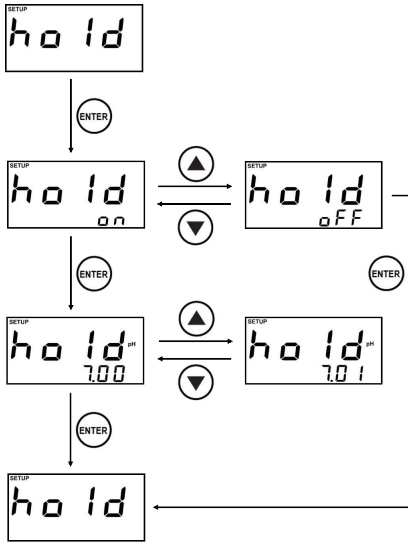 SETUP
hold
ENTER
SETUP
hold
on
SETUP
hold
oFF
ENTER
ENTER
SETUP
hold pH
7.00
SETUP
hold pH
7.01
ENTER
SETUP
hold